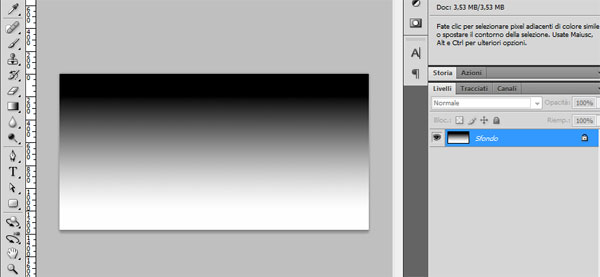 Doc: 3,53 MB/3,53 MB
Fate clic per selezionare pixel adiacenti di colore simile
o spostare il contorno della selezione. Usate Maiusc,
Alt e Ctrl per ulteriori opzioni.
Storia Azioni
Livelli Tracciati Canali
Normale Opacità: 100%
Bloc.: Riemp.: 100%
Sfondo